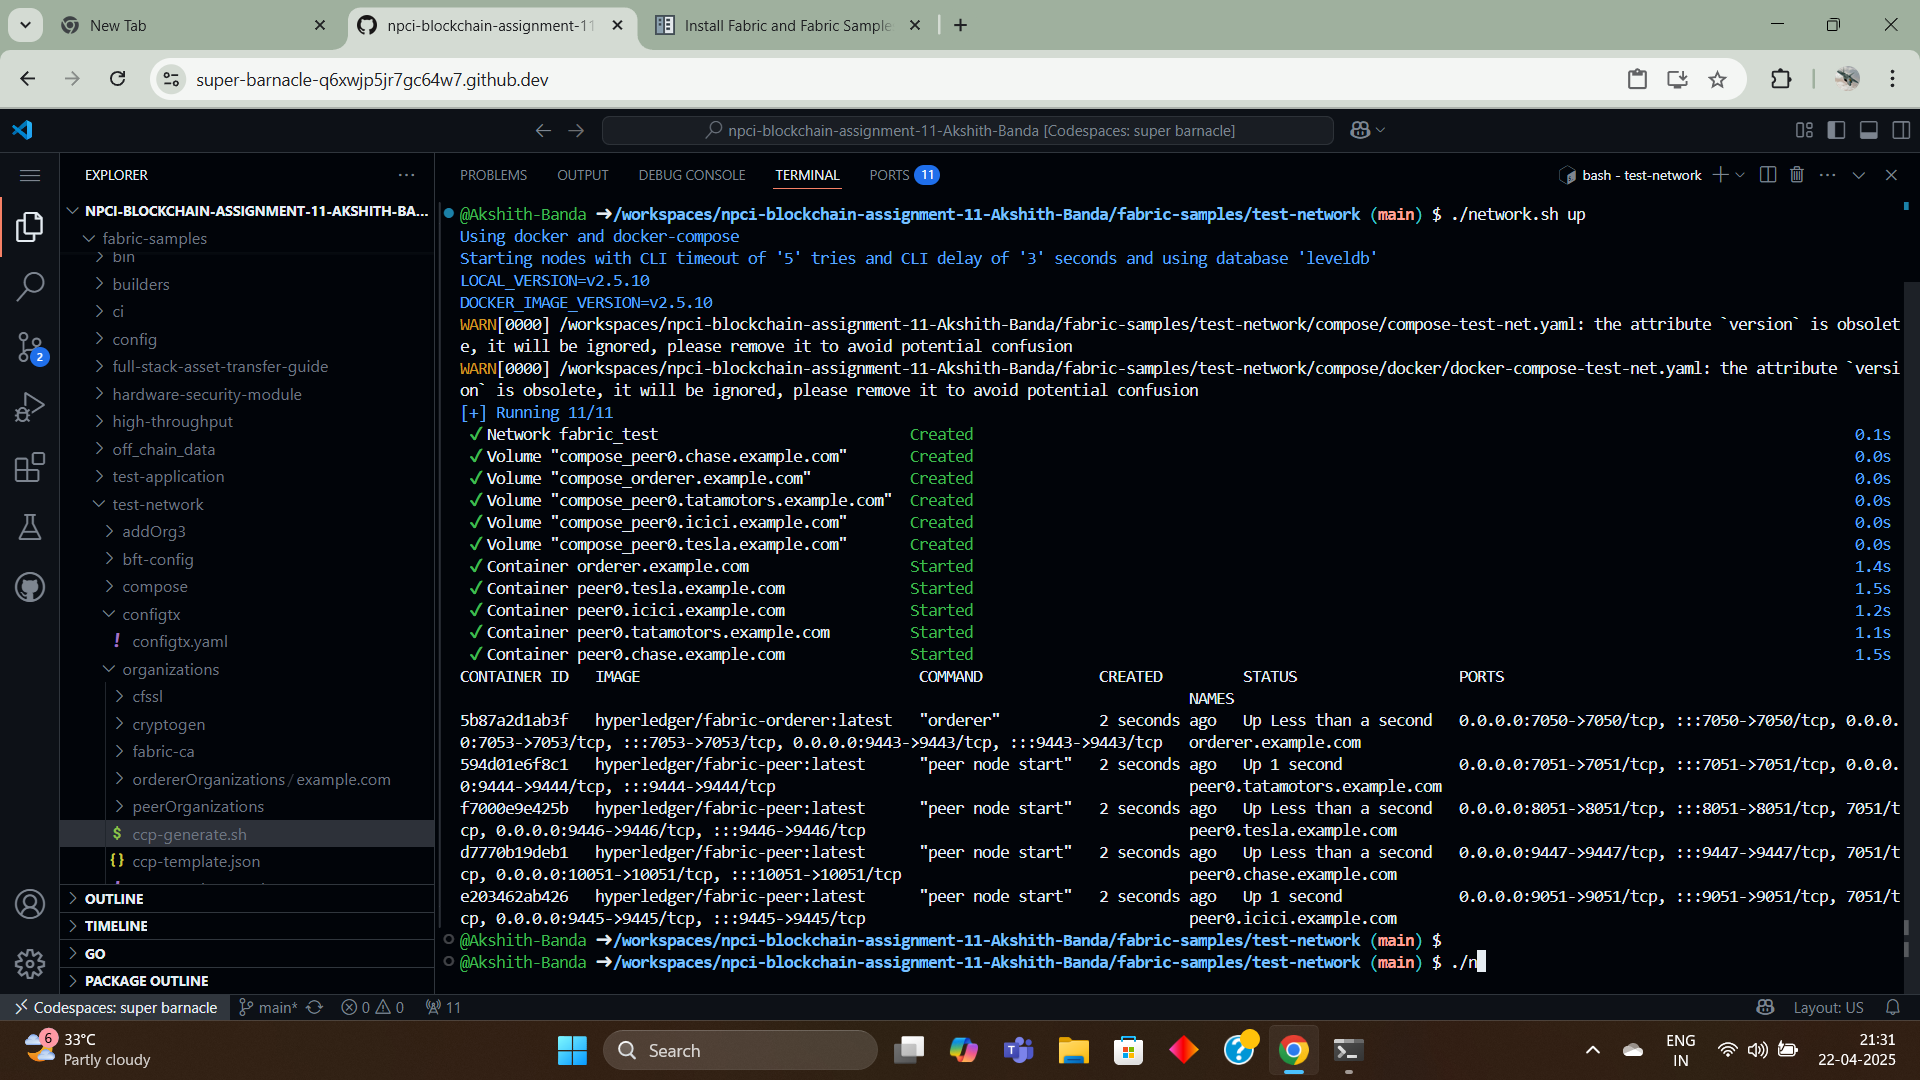 New Tab
npci-blockchain-assignment-11
Install Fabric and Fabric Sample
super-barnacle-q6xwjp5jr7gc64w7.github.dev
npci-blockchain-assignment-11-Akshith-Banda [Codespaces: super barnacle]
EXPLORER
PROBLEMS OUTPUT DEBUG CONSOLE TERMINAL PORTS 11
bash - test-network
NPCI-BLOCKCHAIN-ASSIGNMENT-11-AKSHITH-BA...
fabric-samples
bin
builders
ci
config
full-stack-asset-transfer-guide
hardware-security-module
high-throughput
off_chain_data
test-application
test-network
addOrg3
bft-config
compose
configtx
! configtx.yaml
organizations
cfssl
cryptogen
fabric-ca
ordererOrganizations / example.com
peerOrganizations
$ ccp-generate.sh
{} ccp-template.json
OUTLINE
TIMELINE
GO
PACKAGE OUTLINE
2
@Akshith-Banda ➜/workspaces/npci-blockchain-assignment-11-Akshith-Banda/fabric-samples/test-network (main) $ ./network.sh up
Using docker and docker-compose
Starting nodes with CLI timeout of '5' tries and CLI delay of '3' seconds and using database 'leveldb'
LOCAL_VERSION=v2.5.10
DOCKER_IMAGE_VERSION=v2.5.10
WARN[0000] /workspaces/npci-blockchain-assignment-11-Akshith-Banda/fabric-samples/test-network/compose/compose-test-net.yaml: the attribute `version` is obsolet
e, it will be ignored, please remove it to avoid potential confusion
WARN[0000] /workspaces/npci-blockchain-assignment-11-Akshith-Banda/fabric-samples/test-network/compose/docker/docker-compose-test-net.yaml: the attribute `versi
on` is obsolete, it will be ignored, please remove it to avoid potential confusion
[+] Running 11/11
✓ Network fabric_test Created 0.1s
✓ Volume "compose_peer0.chase.example.com" Created 0.0s
✓ Volume "compose_orderer.example.com" Created 0.0s
✓ Volume "compose_peer0.tatamotors.example.com" Created 0.0s
✓ Volume "compose_peer0.icici.example.com" Created 0.0s
✓ Volume "compose_peer0.tesla.example.com" Created 0.0s
✓ Container orderer.example.com Started 1.4s
✓ Container peer0.tesla.example.com Started 1.5s
✓ Container peer0.icici.example.com Started 1.2s
✓ Container peer0.tatamotors.example.com Started 1.1s
✓ Container peer0.chase.example.com Started 1.5s
CONTAINER ID IMAGE COMMAND CREATED STATUS PORTS
NAMES
5b87a2d1ab3f hyperledger/fabric-orderer:latest "orderer" 2 seconds ago Up Less than a second 0.0.0.0:7050->7050/tcp, :::7050->7050/tcp, 0.0.0.
0:7053->7053/tcp, :::7053->7053/tcp, 0.0.0.0:9443->9443/tcp, :::9443->9443/tcp orderer.example.com
594d01e6f8c1 hyperledger/fabric-peer:latest "peer node start" 2 seconds ago Up 1 second 0.0.0.0:7051->7051/tcp, :::7051->7051/tcp, 0.0.0.
0:9444->9444/tcp, :::9444->9444/tcp peer0.tatamotors.example.com
f7000e9e425b hyperledger/fabric-peer:latest "peer node start" 2 seconds ago Up Less than a second 0.0.0.0:8051->8051/tcp, :::8051->8051/tcp, 7051/t
cp, 0.0.0.0:9446->9446/tcp, :::9446->9446/tcp peer0.tesla.example.com
d7770b19deb1 hyperledger/fabric-peer:latest "peer node start" 2 seconds ago Up Less than a second 0.0.0.0:9447->9447/tcp, :::9447->9447/tcp, 7051/t
cp, 0.0.0.0:10051->10051/tcp, :::10051->10051/tcp peer0.chase.example.com
e203462ab426 hyperledger/fabric-peer:latest "peer node start" 2 seconds ago Up 1 second 0.0.0.0:9051->9051/tcp, :::9051->9051/tcp, 7051/t
cp, 0.0.0.0:9445->9445/tcp, :::9445->9445/tcp peer0.icici.example.com
@Akshith-Banda ➜/workspaces/npci-blockchain-assignment-11-Akshith-Banda/fabric-samples/test-network (main) $
@Akshith-Banda ➜/workspaces/npci-blockchain-assignment-11-Akshith-Banda/fabric-samples/test-network (main) $ ./n
Codespaces: super barnacle main* 0 0 11 Layout: US
6 33°C
Partly cloudy
Search
ENG
IN
21:31
22-04-2025